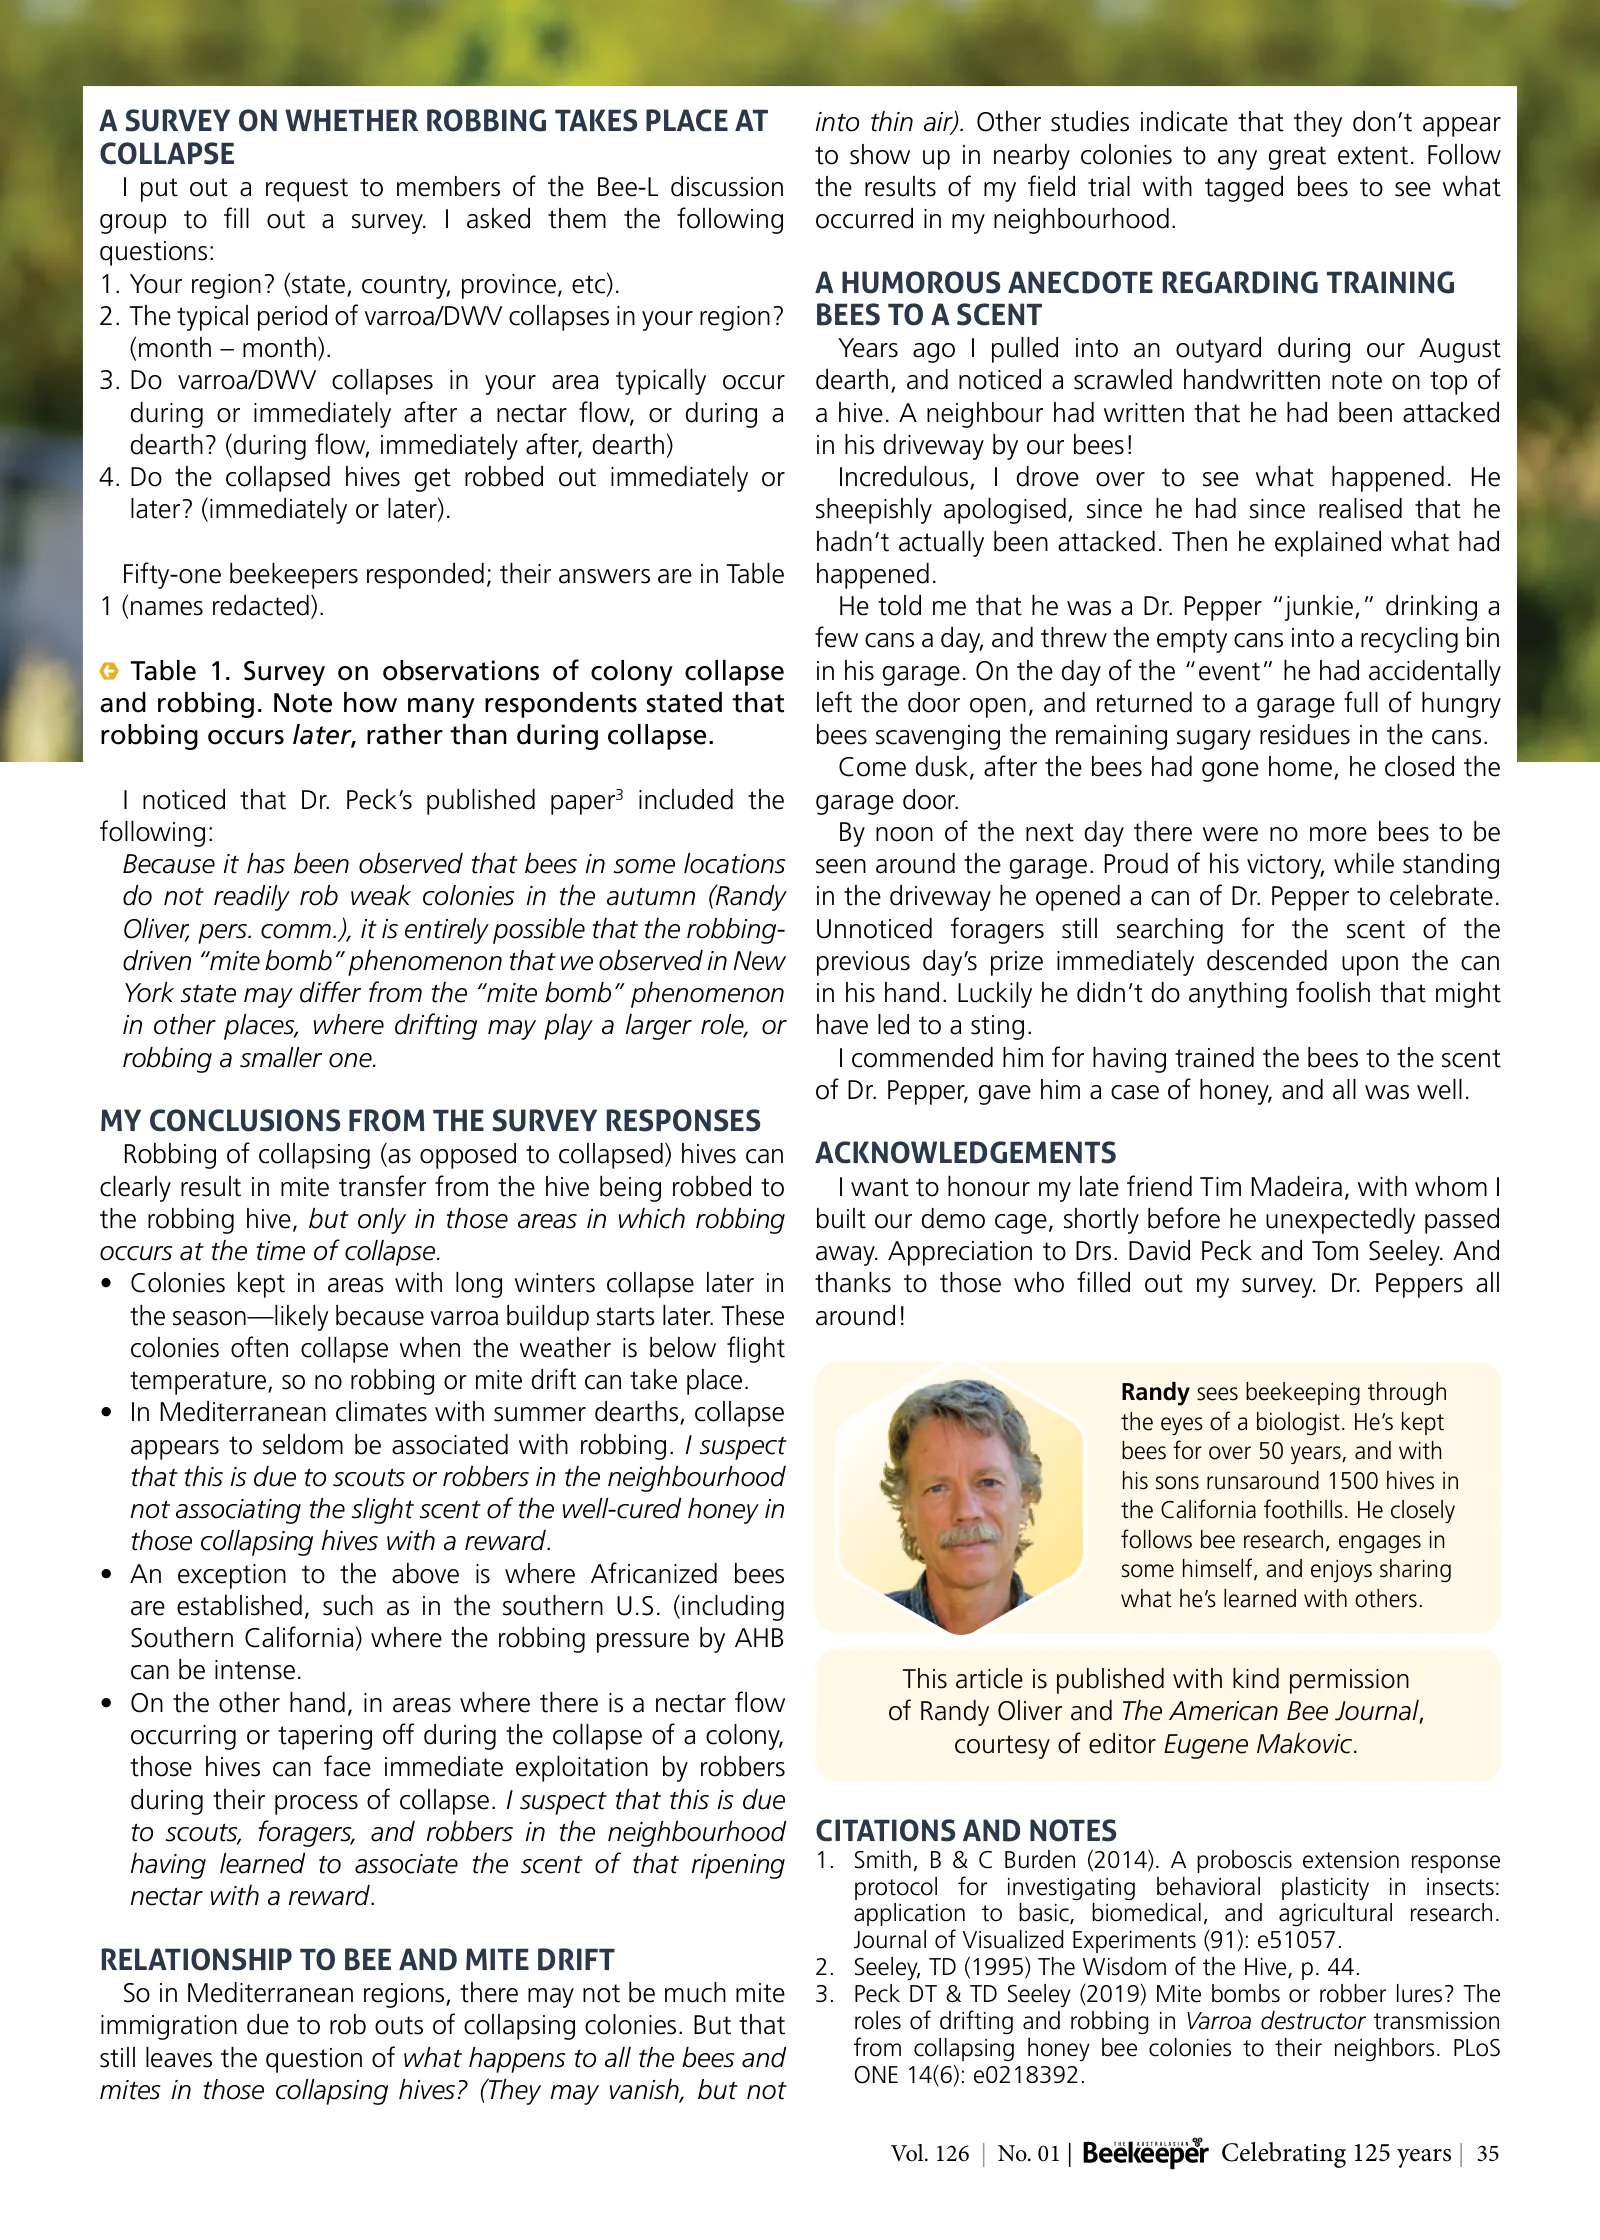 A SURVEY ON WHETHER ROBBING TAKES PLACE AT
COLLAPSE
I put out a request to members of the Bee-L discussion
group to fill out a survey. I asked them the following
questions:
1. Your region? (state, country, province, etc).
2. The typical period of varroa/DWV collapses in your region?
(month – month).
3. Do varroa/DWV collapses in your area typically occur
during or immediately after a nectar flow, or during a
dearth? (during flow, immediately after, dearth)
4. Do the collapsed hives get robbed out immediately or
later? (immediately or later).
Fifty-one beekeepers responded; their answers are in Table
1 (names redacted).
Table 1. Survey on observations of colony collapse
and robbing. Note how many respondents stated that
robbing occurs later, rather than during collapse.
I noticed that Dr. Peck’s published paper³ included the
following:
Because it has been observed that bees in some locations
do not readily rob weak colonies in the autumn (Randy
Oliver, pers. comm.), it is entirely possible that the robbing-
driven “mite bomb” phenomenon that we observed in New
York state may differ from the “mite bomb” phenomenon
in other places, where drifting may play a larger role, or
robbing a smaller one.
MY CONCLUSIONS FROM THE SURVEY RESPONSES
Robbing of collapsing (as opposed to collapsed) hives can
clearly result in mite transfer from the hive being robbed to
the robbing hive, but only in those areas in which robbing
occurs at the time of collapse.
• Colonies kept in areas with long winters collapse later in
the season—likely because varroa buildup starts later. These
colonies often collapse when the weather is below flight
temperature, so no robbing or mite drift can take place.
• In Mediterranean climates with summer dearths, collapse
appears to seldom be associated with robbing. I suspect
that this is due to scouts or robbers in the neighbourhood
not associating the slight scent of the well-cured honey in
those collapsing hives with a reward.
• An exception to the above is where Africanized bees
are established, such as in the southern U.S. (including
Southern California) where the robbing pressure by AHB
can be intense.
• On the other hand, in areas where there is a nectar flow
occurring or tapering off during the collapse of a colony,
those hives can face immediate exploitation by robbers
during their process of collapse. I suspect that this is due
to scouts, foragers, and robbers in the neighbourhood
having learned to associate the scent of that ripening
nectar with a reward.
RELATIONSHIP TO BEE AND MITE DRIFT
So in Mediterranean regions, there may not be much mite
immigration due to rob outs of collapsing colonies. But that
still leaves the question of what happens to all the bees and
mites in those collapsing hives? (They may vanish, but not
into thin air). Other studies indicate that they don’t appear
to show up in nearby colonies to any great extent. Follow
the results of my field trial with tagged bees to see what
occurred in my neighbourhood.
A HUMOROUS ANECDOTE REGARDING TRAINING
BEES TO A SCENT
Years ago I pulled into an outyard during our August
dearth, and noticed a scrawled handwritten note on top of
a hive. A neighbour had written that he had been attacked
in his driveway by our bees!
Incredulous, I drove over to see what happened. He
sheepishly apologised, since he had since realised that he
hadn’t actually been attacked. Then he explained what had
happened.
He told me that he was a Dr. Pepper “junkie,” drinking a
few cans a day, and threw the empty cans into a recycling bin
in his garage. On the day of the “event” he had accidentally
left the door open, and returned to a garage full of hungry
bees scavenging the remaining sugary residues in the cans.
Come dusk, after the bees had gone home, he closed the
garage door.
By noon of the next day there were no more bees to be
seen around the garage. Proud of his victory, while standing
in the driveway he opened a can of Dr. Pepper to celebrate.
Unnoticed foragers still searching for the scent of the
previous day’s prize immediately descended upon the can
in his hand. Luckily he didn’t do anything foolish that might
have led to a sting.
I commended him for having trained the bees to the scent
of Dr. Pepper, gave him a case of honey, and all was well.
ACKNOWLEDGEMENTS
I want to honour my late friend Tim Madeira, with whom I
built our demo cage, shortly before he unexpectedly passed
away. Appreciation to Drs. David Peck and Tom Seeley. And
thanks to those who filled out my survey. Dr. Peppers all
around!
Randy sees beekeeping through
the eyes of a biologist. He’s kept
bees for over 50 years, and with
his sons runsaround 1500 hives in
the California foothills. He closely
follows bee research, engages in
some himself, and enjoys sharing
what he’s learned with others.
This article is published with kind permission
of Randy Oliver and The American Bee Journal,
courtesy of editor Eugene Makovic.
CITATIONS AND NOTES
1. Smith, B & C Burden (2014). A proboscis extension response
protocol for investigating behavioral plasticity in insects:
application to basic, biomedical, and agricultural research.
Journal of Visualized Experiments (91): e51057.
2. Seeley, TD (1995) The Wisdom of the Hive, p. 44.
3. Peck DT & TD Seeley (2019) Mite bombs or robber lures? The
roles of drifting and robbing in Varroa destructor transmission
from collapsing honey bee colonies to their neighbors. PLoS
ONE 14(6): e0218392.
Vol. 126 | No. 01 | THE AUSTRALASIAN Beekeeper Celebrating 125 years | 35